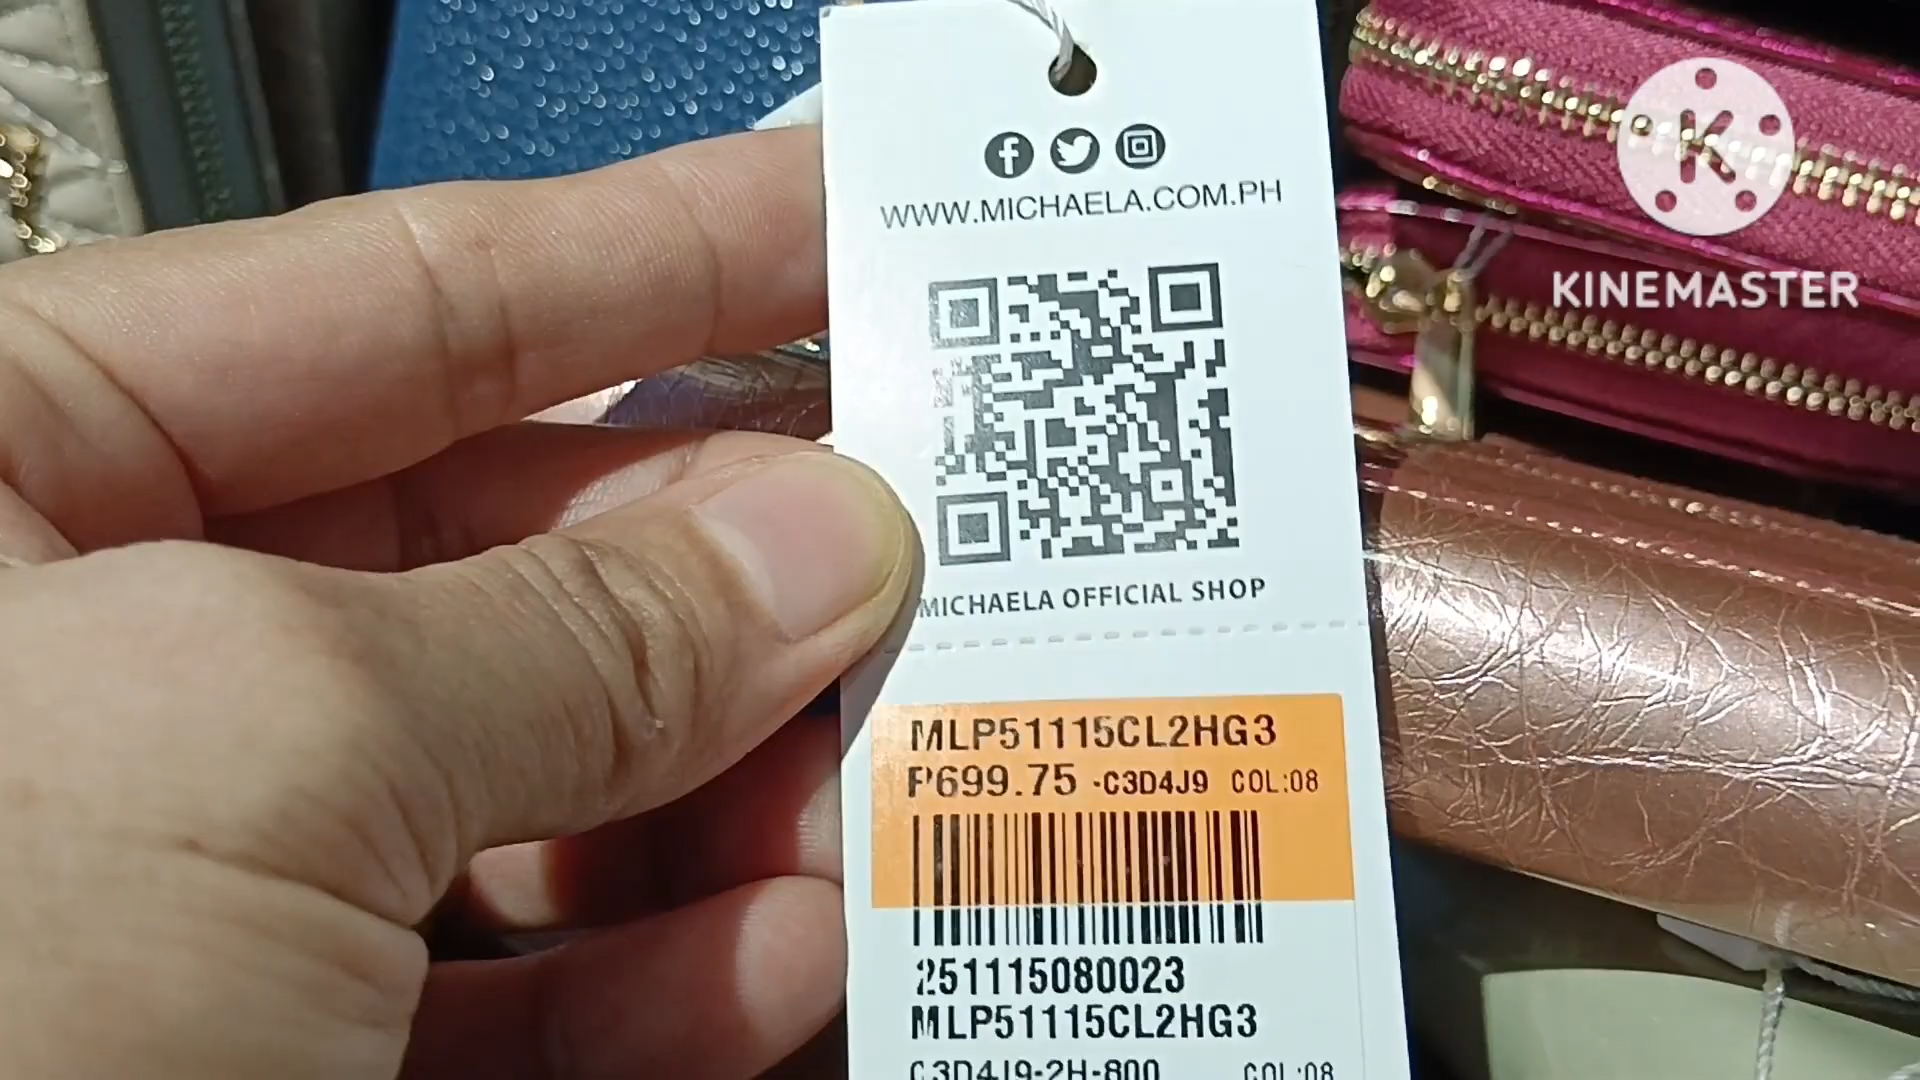 WWW.MICHAELA.COM.PH
K
KINEMASTER
MICHAELA OFFICIAL SHOP
MLP51115CL2HG3
P699.75 -C3D4J9 COL:08
251115080023
MLP51115CL2HG3
C3D4J9-2H-800 COL:08